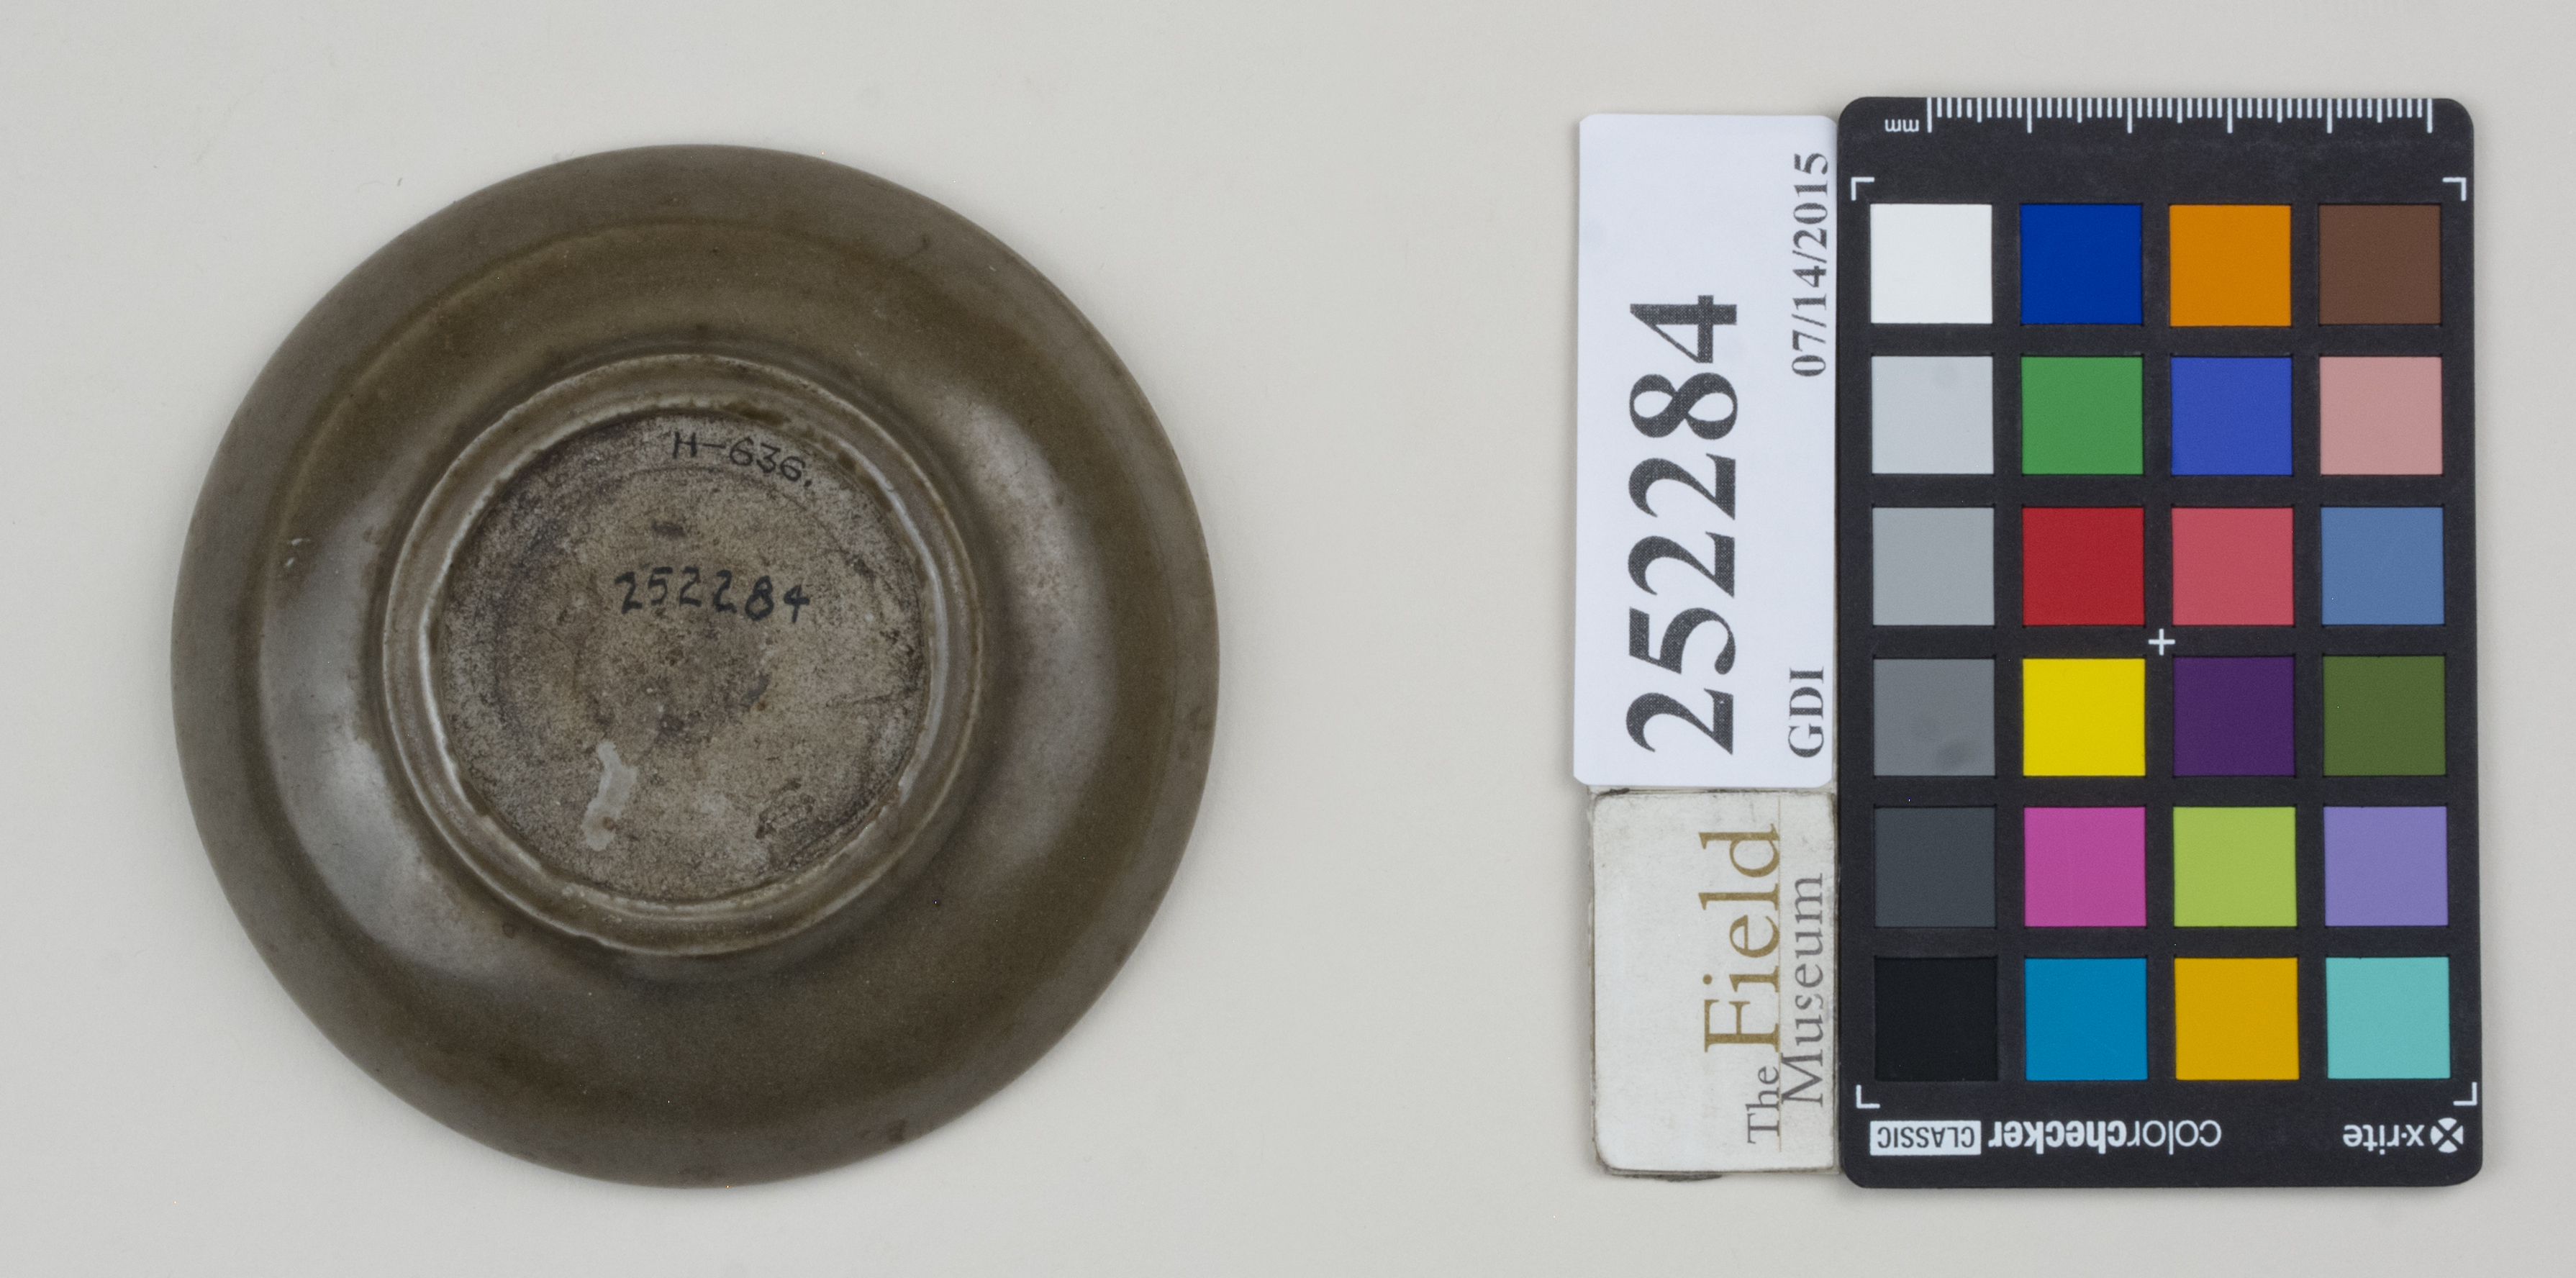 H-636.
252284
252284
GDI 07/14/2015
The Field
Museum
mm
x·rite
colorchecker CLASSIC